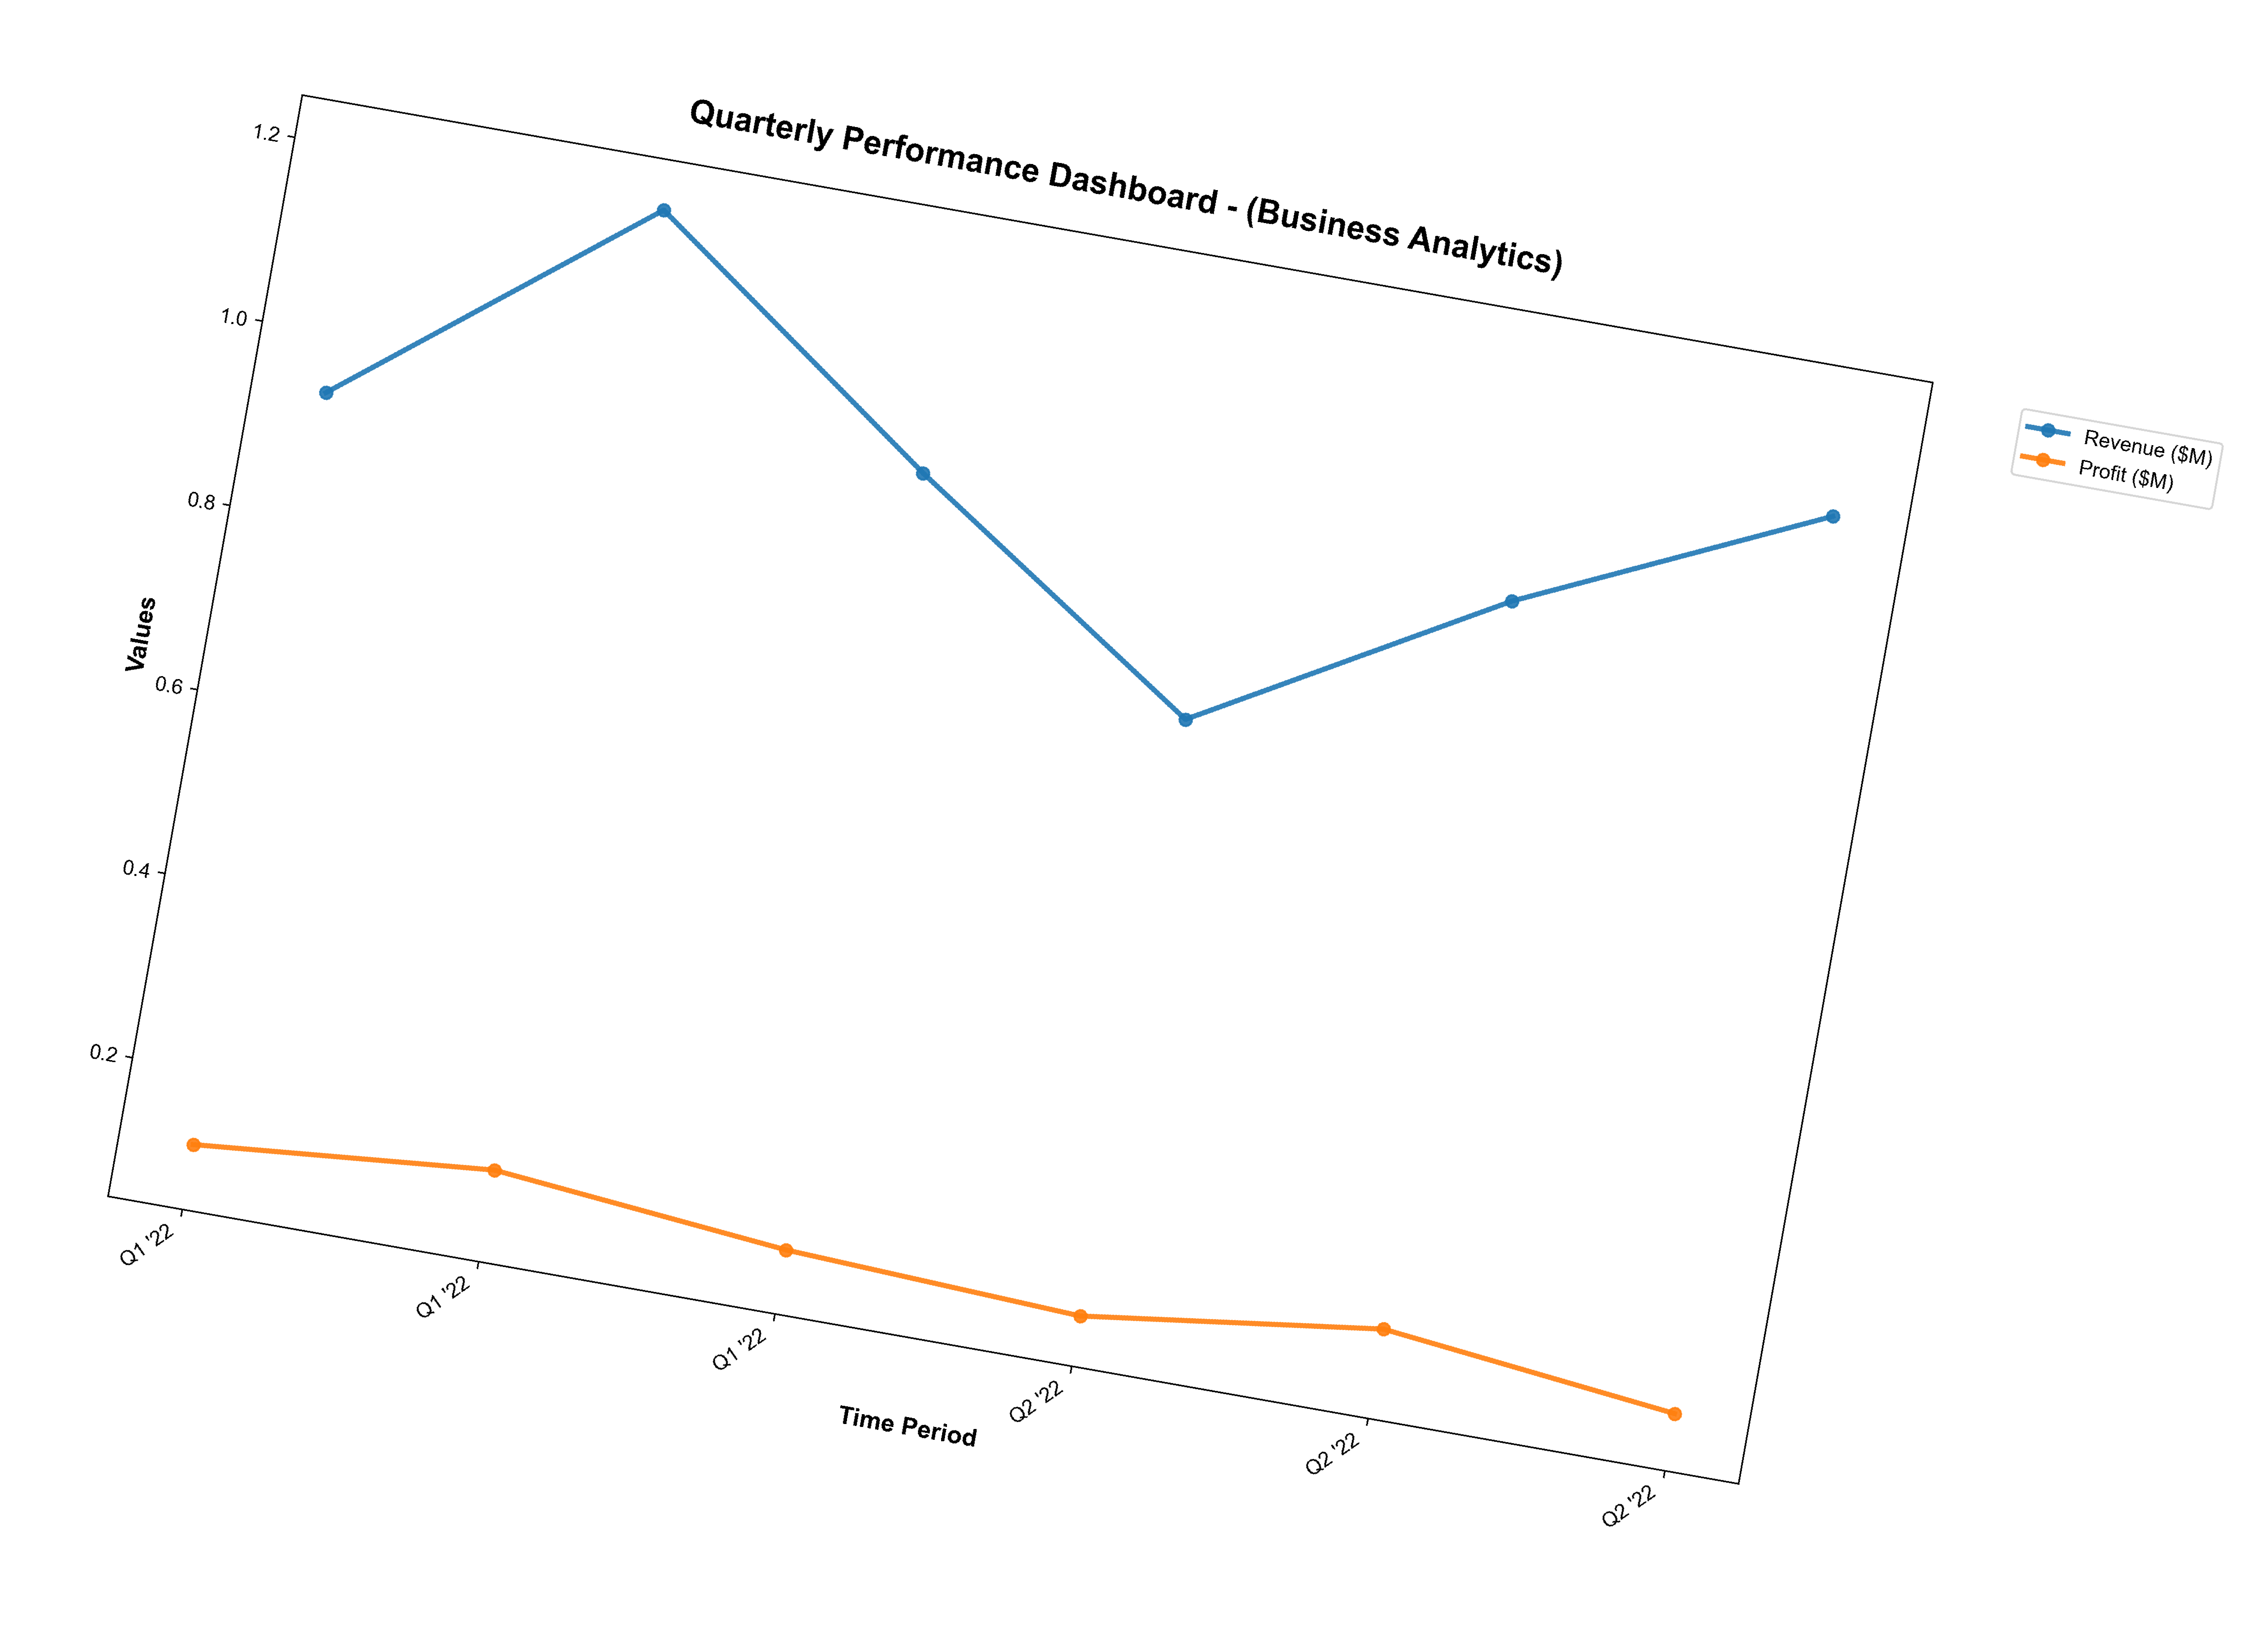 Quarterly Performance Dashboard - (Business Analytics)
1.2
1.0
0.8
0.6
0.4
0.2
Values
Q1 '22
Q1 '22
Q1 '22
Q2 '22
Q2 '22
Q2 '22
Time Period
Revenue ($M)
Profit ($M)